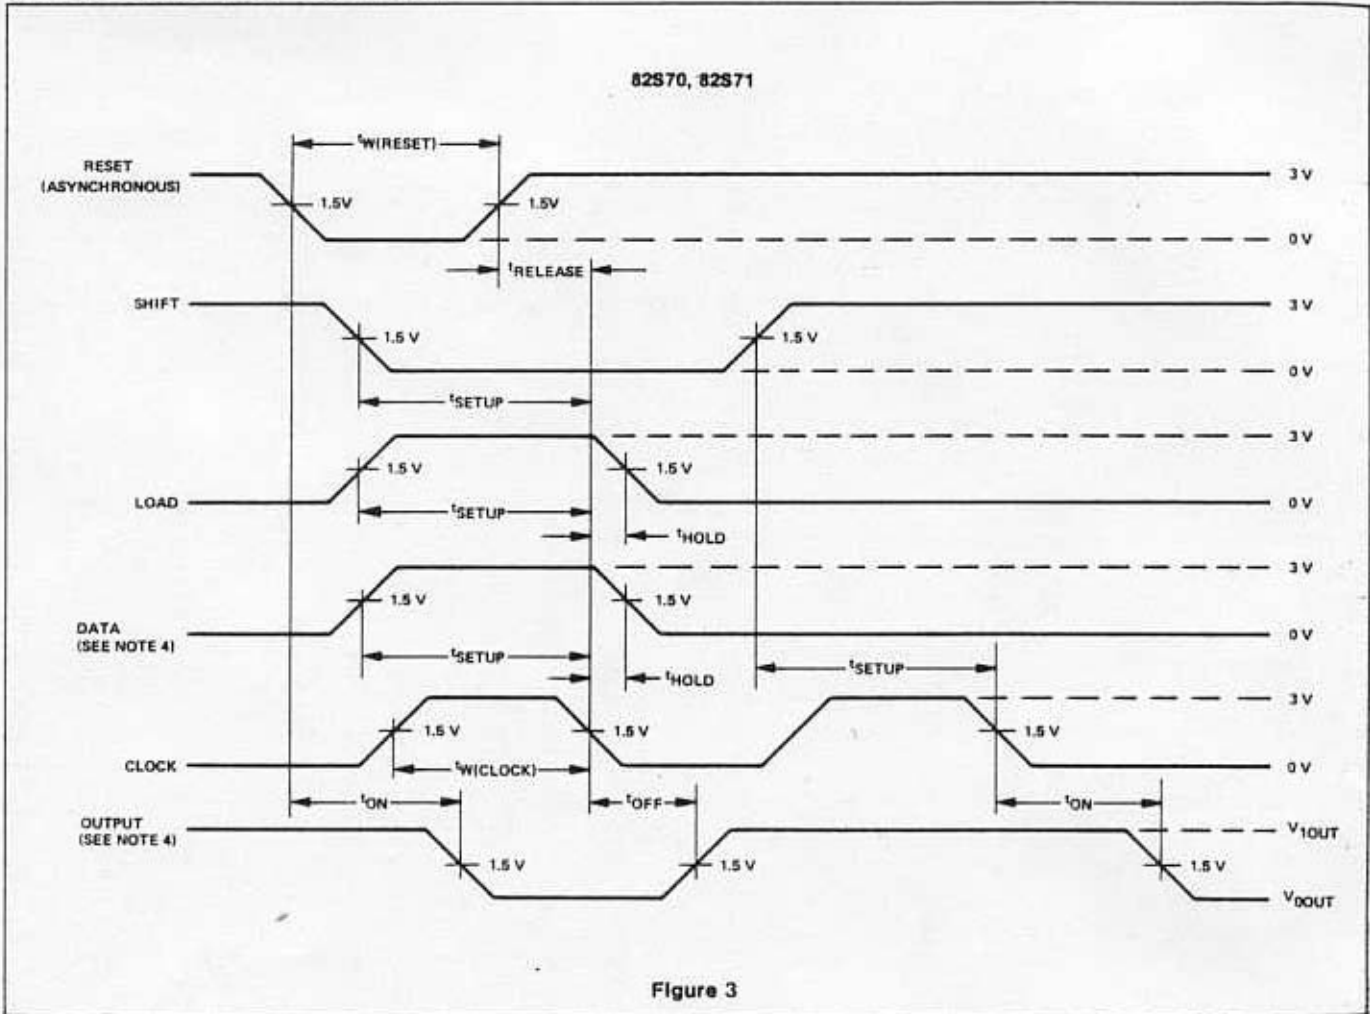 82S70, 82S71
tW(RESET)
RESET
(ASYNCHRONOUS)
3 V
1.5V
1.5V
0 V
tRELEASE
SHIFT
3 V
1.5 V
1.5 V
0 V
tSETUP
3 V
1.5 V
1.5 V
LOAD
0 V
tSETUP
tHOLD
3 V
1.5 V
1.5 V
DATA
(SEE NOTE 4)
0 V
tSETUP
tSETUP
tHOLD
3 V
1.5 V
1.5 V
1.5 V
CLOCK
tW(CLOCK)
0 V
tON
tOFF
tON
OUTPUT
(SEE NOTE 4)
V1OUT
1.5 V
1.5 V
1.5 V
V0OUT
Figure 3